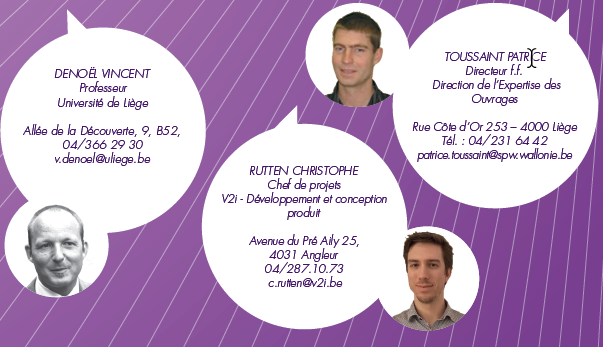 DENOËL VINCENT
Professeur
Université de Liège
Allée de la Découverte, 9, B52,
04/366 29 30
v.denoel@uliege.be
RUTTEN CHRISTOPHE
Chef de projets
V2i - Développement et conception
produit
Avenue du Pré Aily 25,
4031 Angleur
04/287.10.73
c.rutten@v2i.be
TOUSSAINT PATRICE
Directeur f.f.
Direction de l'Expertise des
Ouvrages
Rue Côte d'Or 253 – 4000 Liège
Tél. : 04/231 64 42
patrice.toussaint@spw.wallonie.be